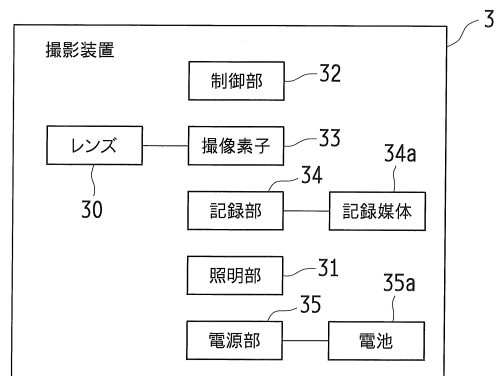 3
撮影装置
制御部 32
レンズ 撮像素子 33
30 34 34a
記録部 記録媒体
照明部 31
35 35a
電源部 電池